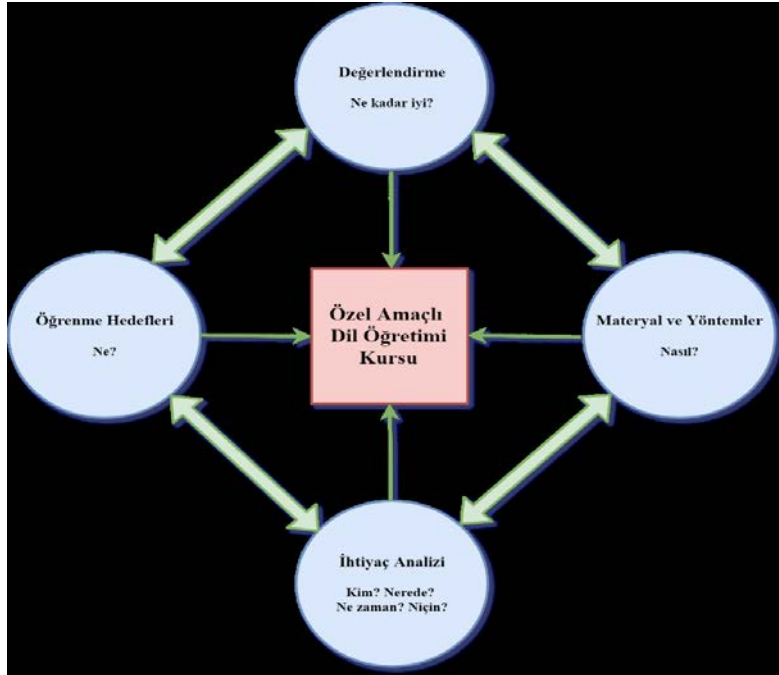 Değerlendirme
Ne kadar iyi?
Öğrenme Hedefleri
Ne?
Özel Amaçlı
Dil Öğretimi
Kursu
Materyal ve Yöntemler
Nasıl?
İhtiyaç Analizi
Kim? Nerede?
Ne zaman? Niçin?